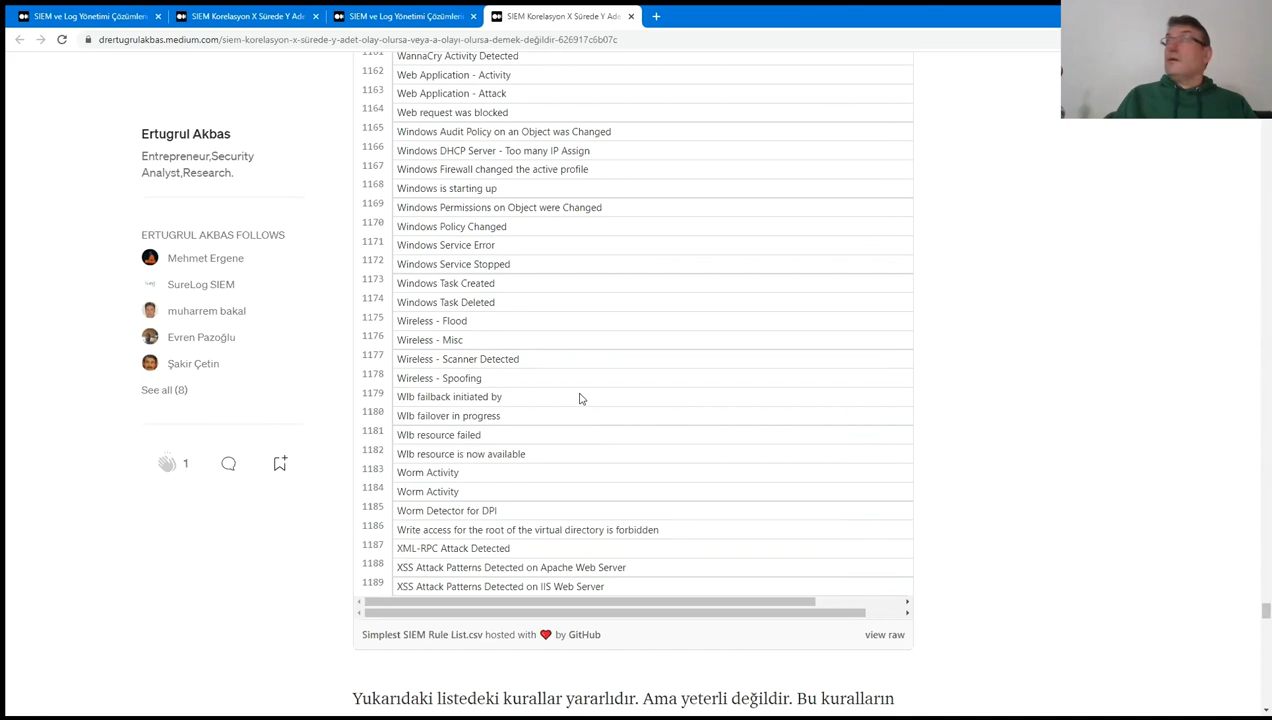 SIEM ve Log Yönetimi Çözümleri
SIEM Korelasyon X Sürede Y Ade
SIEM ve Log Yönetimi Çözümleri
SIEM Korelasyon X Sürede Y Ade
drertugrulakbas.medium.com/siem-korelasyon-x-sürede-y-adet-olay-olursa-veya-a-olayı-olursa-demek-değildir-626917c6b07c
Ertugrul Akbas
Entrepreneur,Security
Analyst,Research.
ERTUGRUL AKBAS FOLLOWS
Mehmet Ergene
SureLog SIEM
muharrem bakal
Evren Pazoğlu
Şakir Çetin
See all (8)
1
1161 WannaCry Activity Detected
1162 Web Application - Activity
1163 Web Application - Attack
1164 Web request was blocked
1165 Windows Audit Policy on an Object was Changed
1166 Windows DHCP Server - Too many IP Assign
1167 Windows Firewall changed the active profile
1168 Windows is starting up
1169 Windows Permissions on Object were Changed
1170 Windows Policy Changed
1171 Windows Service Error
1172 Windows Service Stopped
1173 Windows Task Created
1174 Windows Task Deleted
1175 Wireless - Flood
1176 Wireless - Misc
1177 Wireless - Scanner Detected
1178 Wireless - Spoofing
1179 Wlb failback initiated by
1180 Wlb failover in progress
1181 Wlb resource failed
1182 Wlb resource is now available
1183 Worm Activity
1184 Worm Activity
1185 Worm Detector for DPI
1186 Write access for the root of the virtual directory is forbidden
1187 XML-RPC Attack Detected
1188 XSS Attack Patterns Detected on Apache Web Server
1189 XSS Attack Patterns Detected on IIS Web Server
Simplest SIEM Rule List.csv hosted with ❤ by GitHub view raw
Yukarıdaki listedeki kurallar yararlıdır. Ama yeterli değildir. Bu kuralların